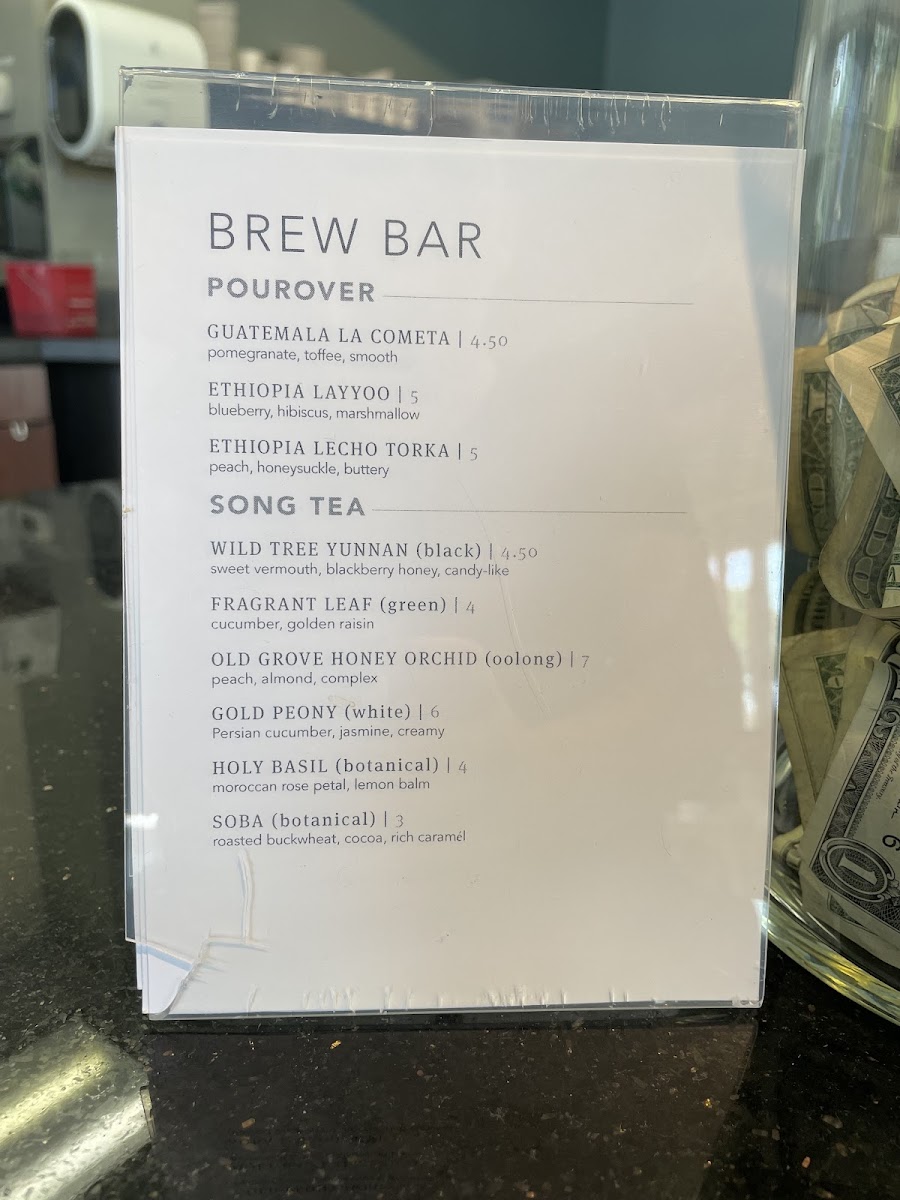 BREW BAR
POUROVER
GUATEMALA LA COMETA | 4.50
pomegranate, toffee, smooth
ETHIOPIA LAYYOO | 5
blueberry, hibiscus, marshmallow
ETHIOPIA LECHO TORKA | 5
peach, honeysuckle, buttery
SONG TEA
WILD TREE YUNNAN (black) | 4.50
sweet vermouth, blackberry honey, candy-like
FRAGRANT LEAF (green) | 4
cucumber, golden raisin
OLD GROVE HONEY ORCHID (oolong) | 7
peach, almond, complex
GOLD PEONY (white) | 6
Persian cucumber, jasmine, creamy
HOLY BASIL (botanical) | 4
moroccan rose petal, lemon balm
SOBA (botanical) | 3
roasted buckwheat, cocoa, rich caramel
1